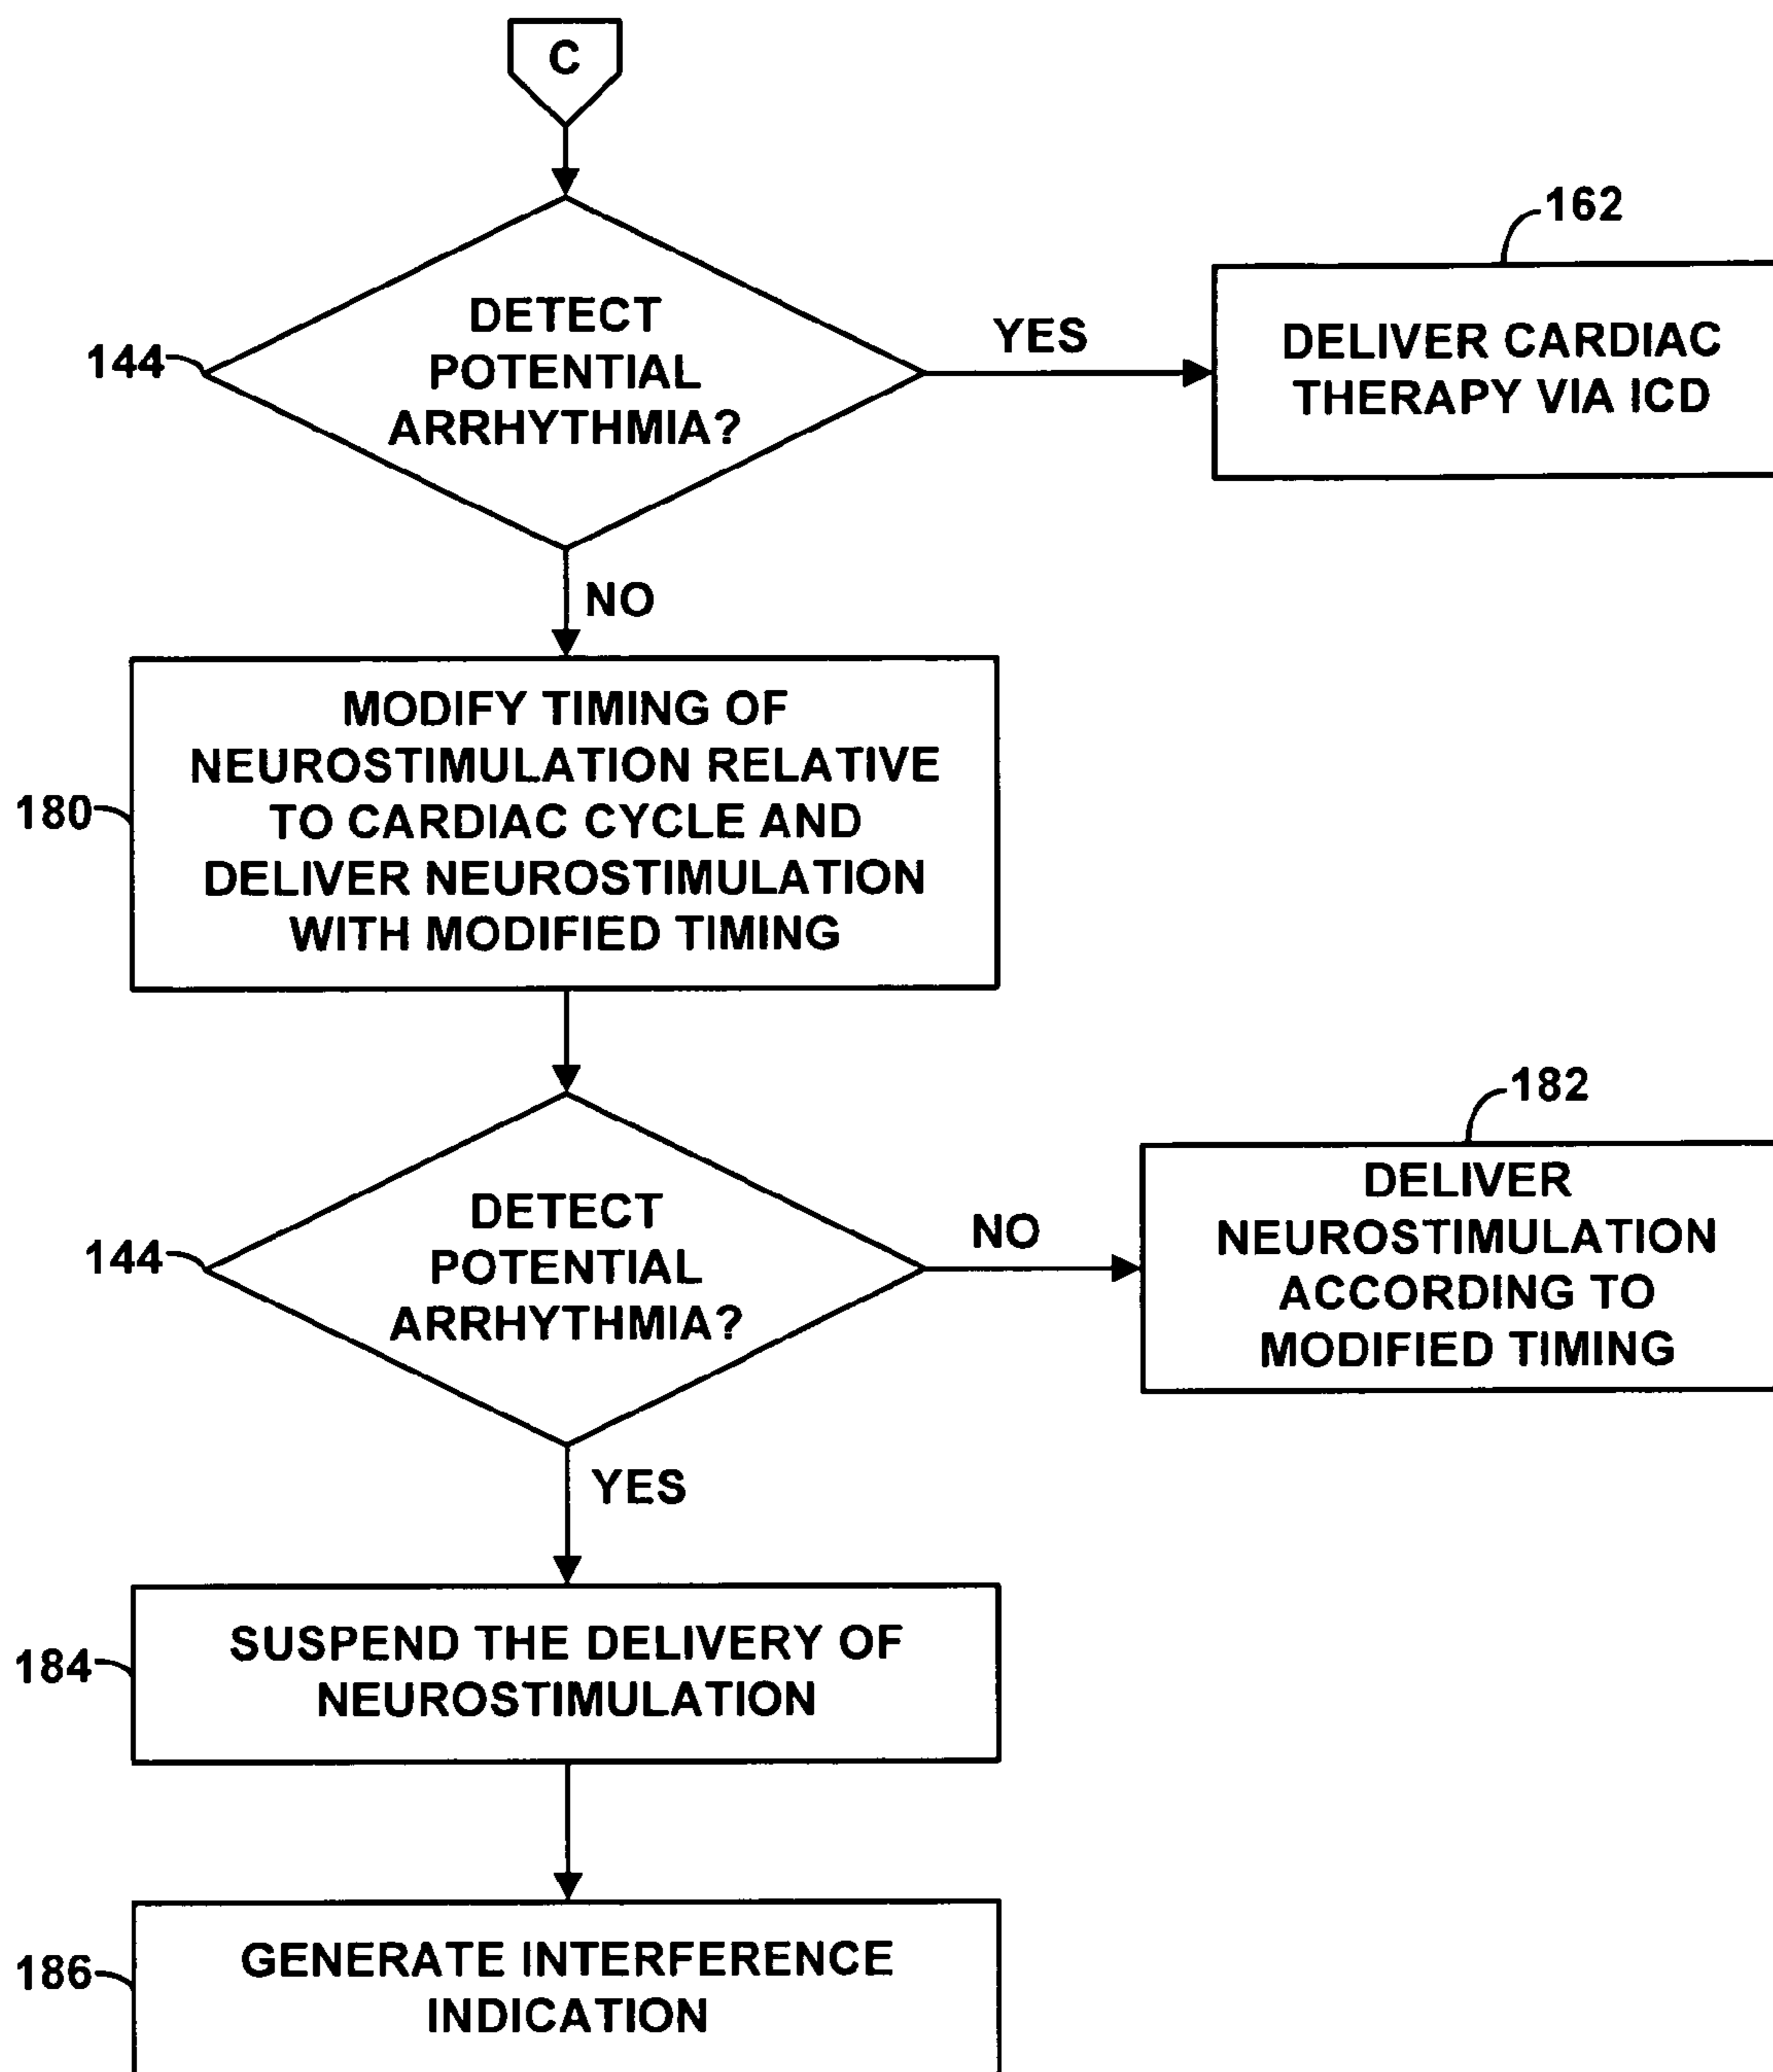 C
DETECT
POTENTIAL
ARRHYTHMIA?
144
YES
162
DELIVER CARDIAC
THERAPY VIA ICD
NO
MODIFY TIMING OF
NEUROSTIMULATION RELATIVE
TO CARDIAC CYCLE AND
DELIVER NEUROSTIMULATION
WITH MODIFIED TIMING
180
DETECT
POTENTIAL
ARRHYTHMIA?
144
NO
182
DELIVER
NEUROSTIMULATION
ACCORDING TO
MODIFIED TIMING
YES
SUSPEND THE DELIVERY OF
NEUROSTIMULATION
184
GENERATE INTERFERENCE
INDICATION
186